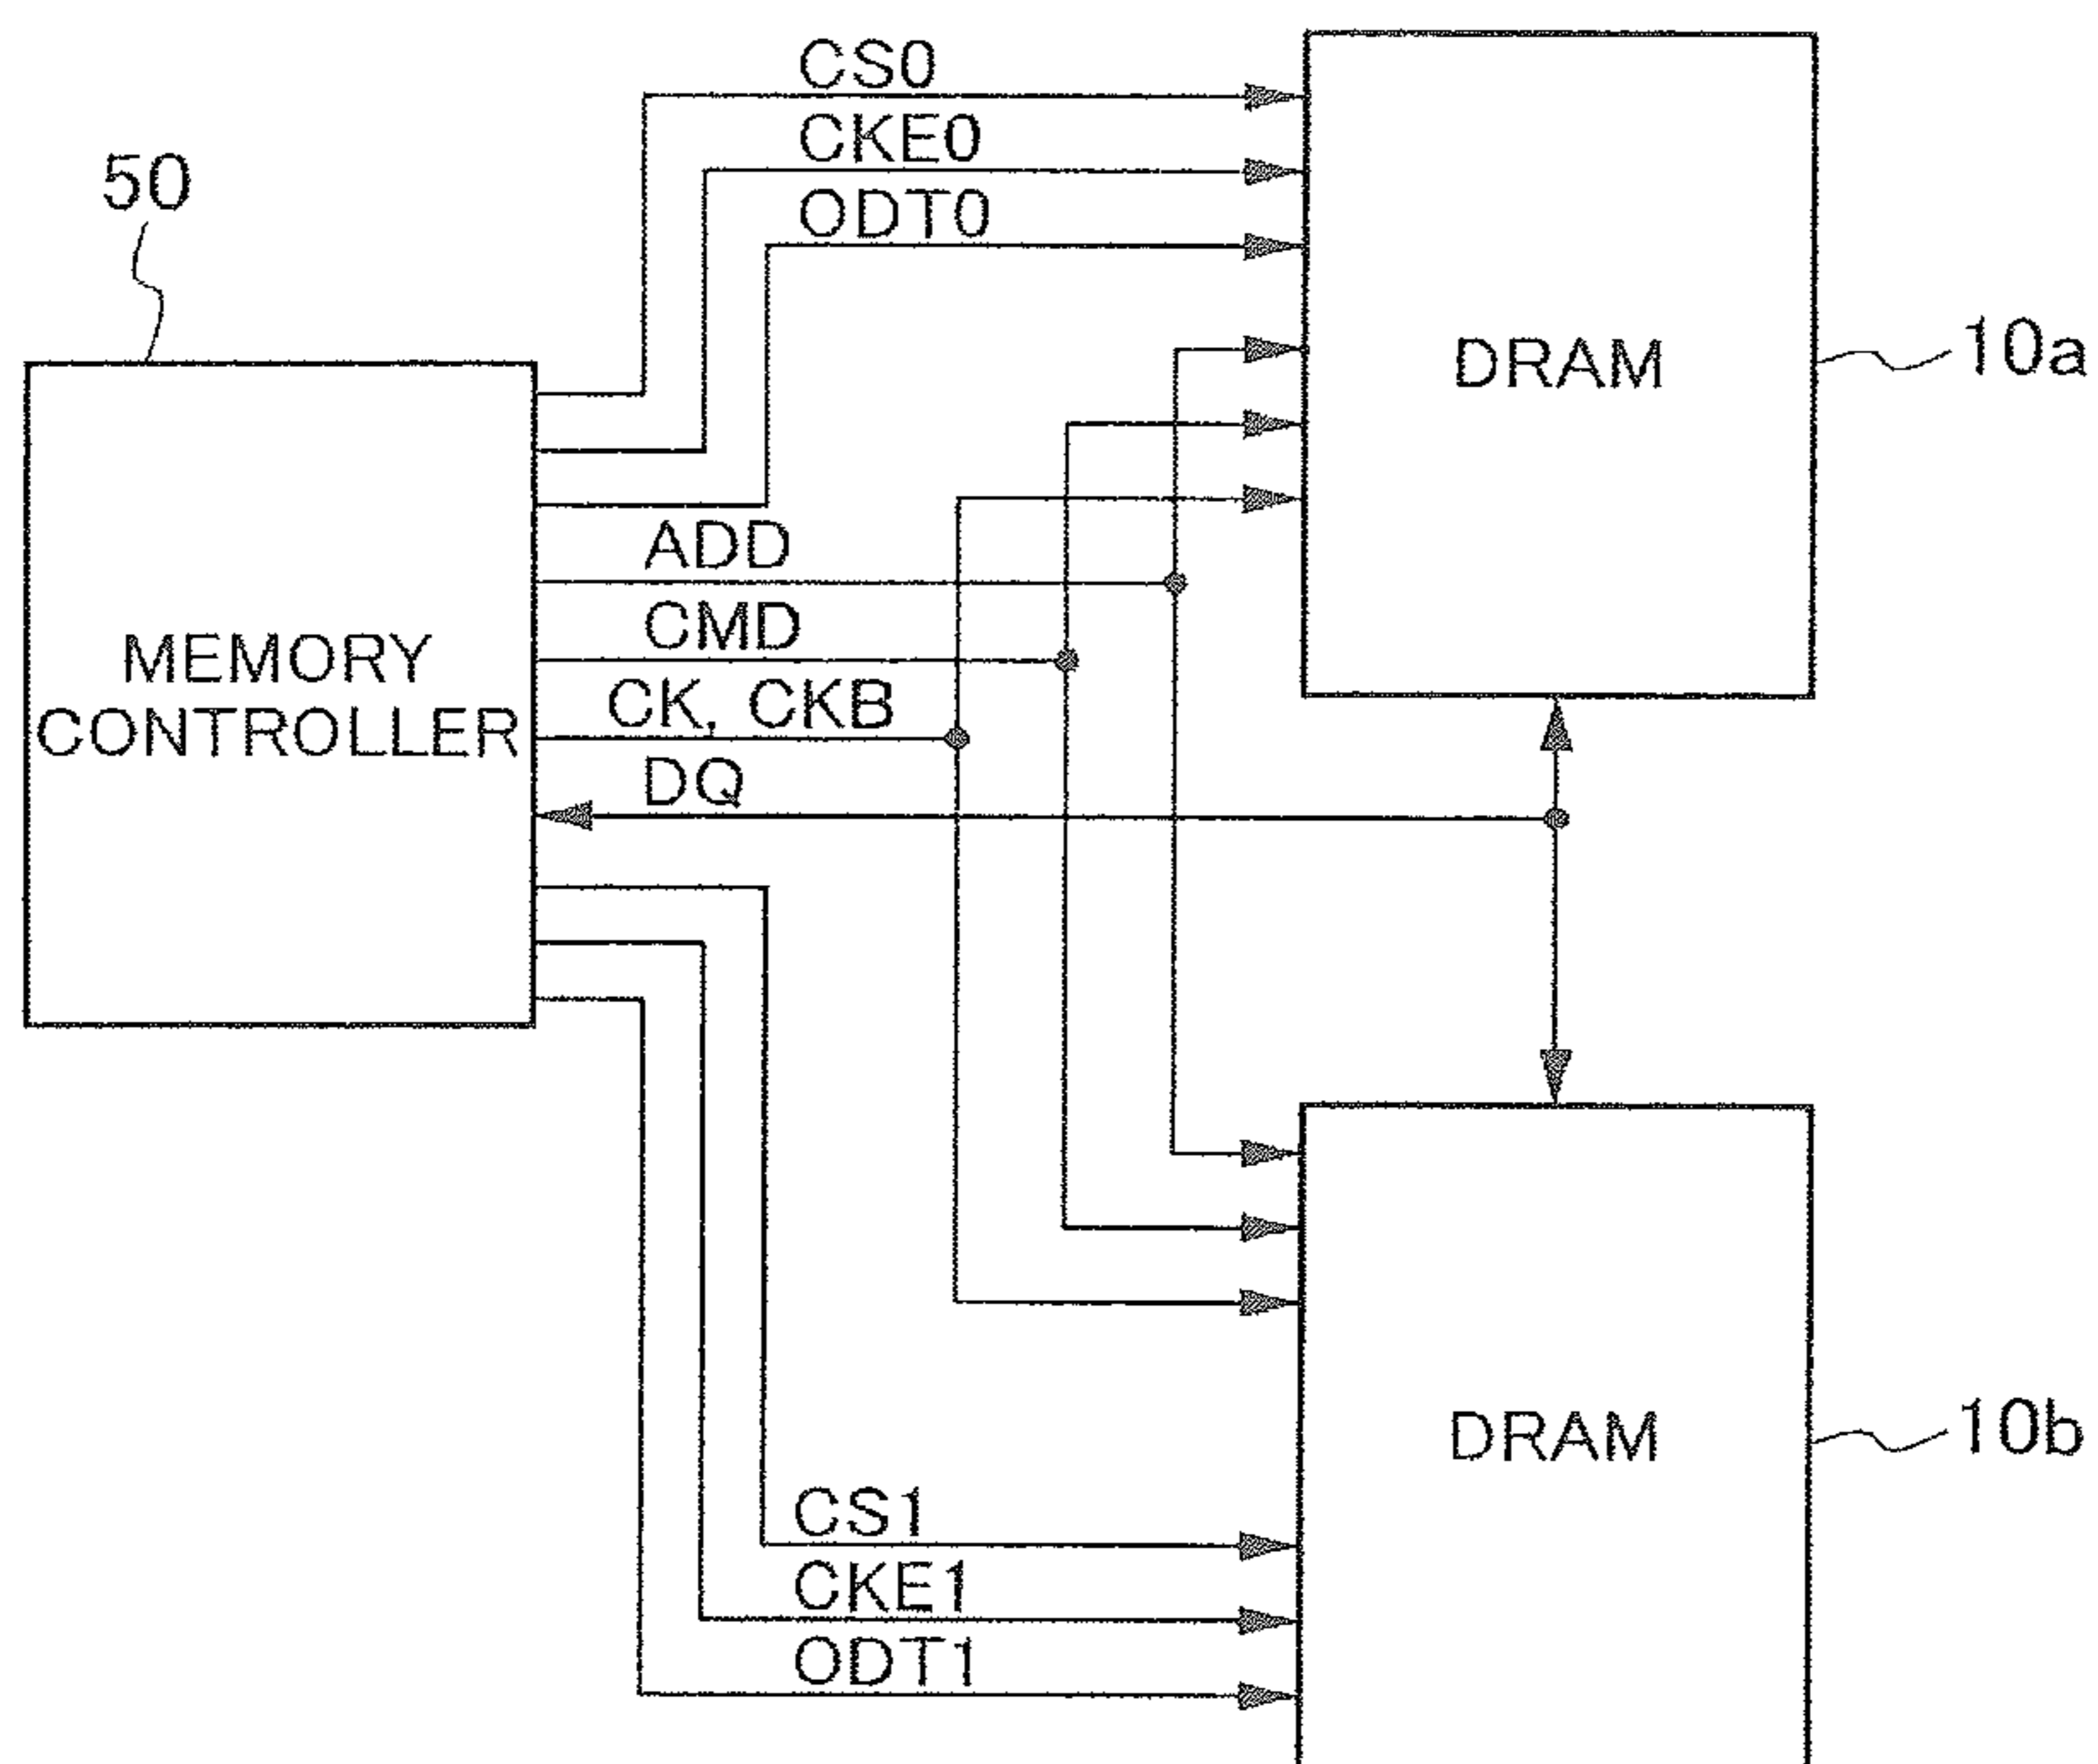 CS0
CKE0
50
ODT0
10a
DRAM
ADD
CMD
MEMORY
CONTROLLER
CK, CKB
DQ
10b
DRAM
CS1
CKE1
ODT1